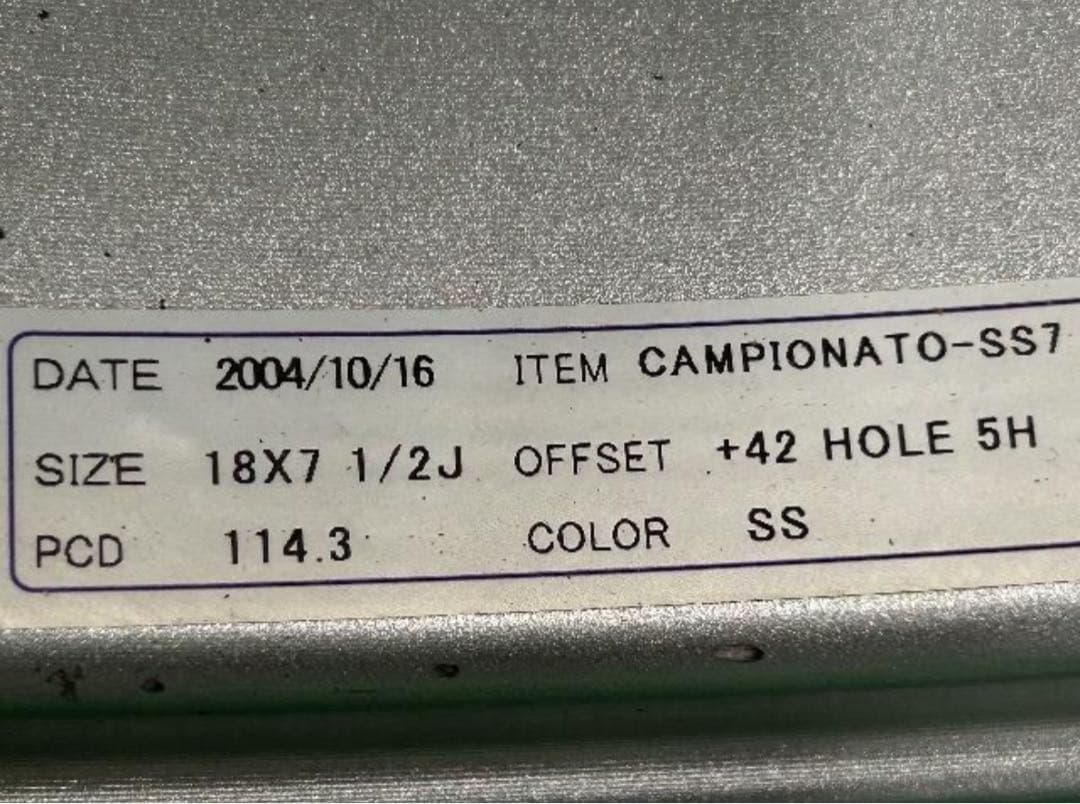 DATE 2004/10/16 ITEM CAMPIONATO-SS7
SIZE 18X7 1/2J OFFSET +42 HOLE 5H
PCD 114.3 COLOR SS